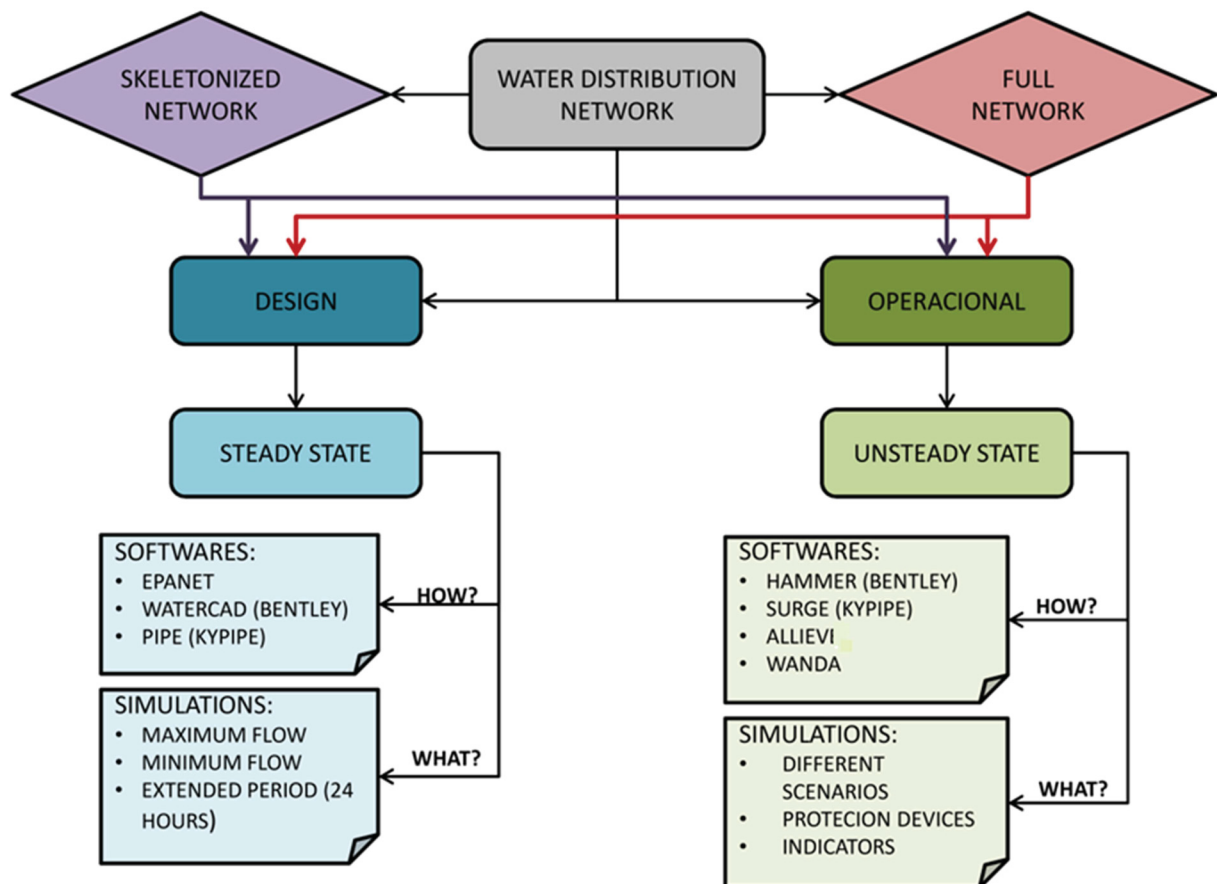 SKELETONIZED
NETWORK
WATER DISTRIBUTION
NETWORK
FULL
NETWORK
DESIGN
OPERACIONAL
STEADY STATE
UNSTEADY STATE
SOFTWARES:
• EPANET
• WATERCAD (BENTLEY)
• PIPE (KYPIPE)
HOW?
SIMULATIONS:
• MAXIMUM FLOW
• MINIMUM FLOW
• EXTENDED PERIOD (24
HOURS)
WHAT?
SOFTWARES:
• HAMMER (BENTLEY)
• SURGE (KYPIPE)
• ALLIEVI
• WANDA
HOW?
SIMULATIONS:
• DIFFERENT
SCENARIOS
• PROTECION DEVICES
• INDICATORS
WHAT?